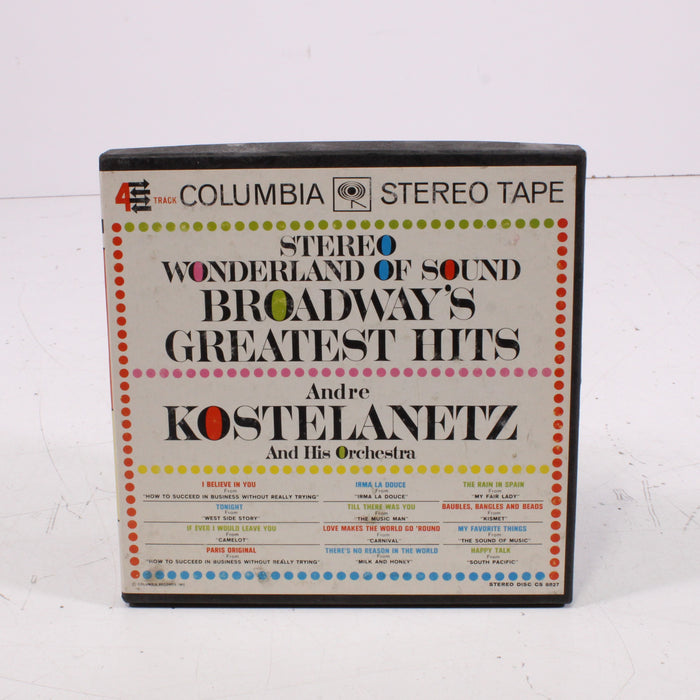 4 TRACK COLUMBIA STEREO TAPE
STEREO
WONDERLAND OF SOUND
BROADWAY'S
GREATEST HITS
Andre
KOSTELANETZ
And His Orchestra
I BELIEVE IN YOU
From
"HOW TO SUCCEED IN BUSINESS WITHOUT REALLY TRYING"
TONIGHT
From
"WEST SIDE STORY"
IF EVER I WOULD LEAVE YOU
From
"CAMELOT"
PARIS ORIGINAL
From
"HOW TO SUCCEED IN BUSINESS WITHOUT REALLY TRYING"
IRMA LA DOUCE
From
"IRMA LA DOUCE"
TILL THERE WAS YOU
From
"THE MUSIC MAN"
LOVE MAKES THE WORLD GO 'ROUND
From
"CARNIVAL"
THERE'S NO REASON IN THE WORLD
From
"MILK AND HONEY"
THE RAIN IN SPAIN
From
"MY FAIR LADY"
BAUBLES, BANGLES AND BEADS
From
"KISMET"
MY FAVORITE THINGS
From
"THE SOUND OF MUSIC"
HAPPY TALK
From
"SOUTH PACIFIC"
© COLUMBIA RECORDS, INC.
STEREO DISC CS 8827